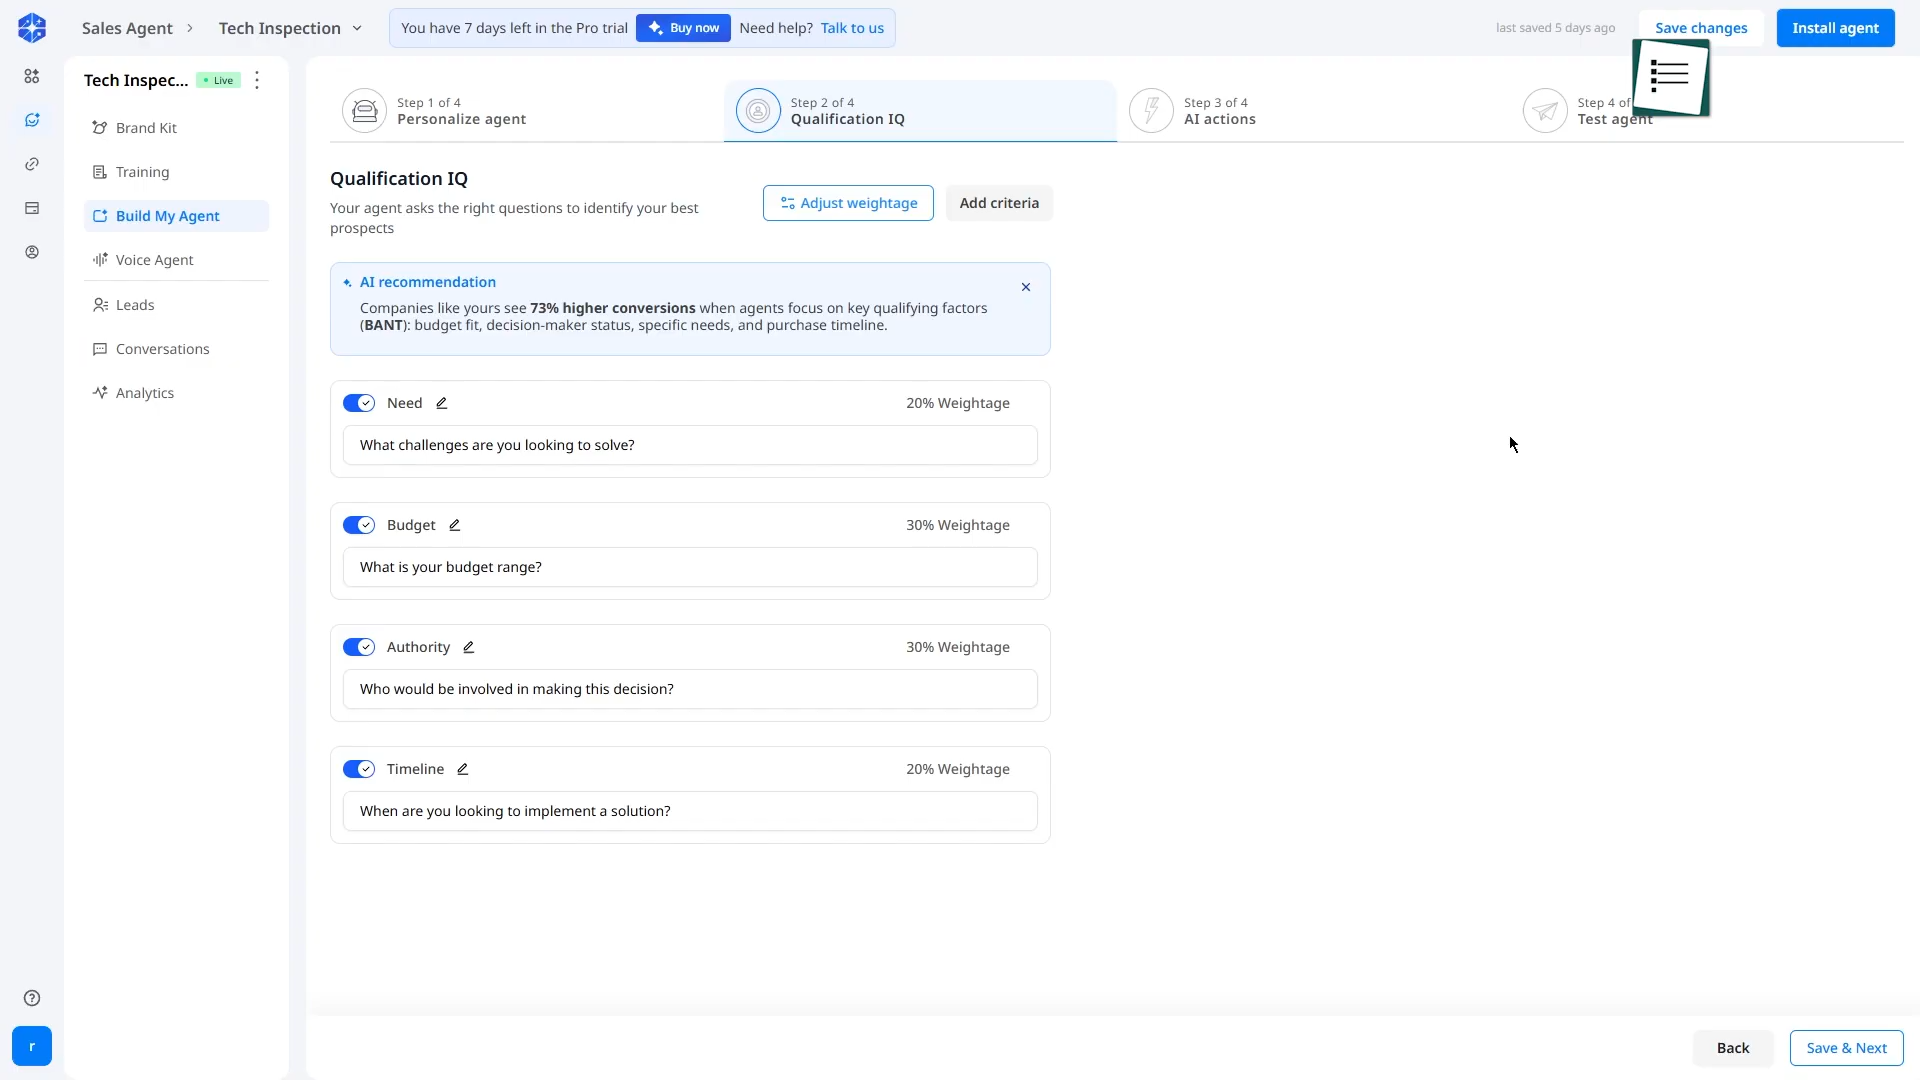 Sales Agent
Tech Inspection
You have 7 days left in the Pro trial
Buy now
Need help? Talk to us
last saved 5 days ago
Save changes
Install agent
Tech Inspec...
Live
Brand Kit
Training
Build My Agent
Voice Agent
Leads
Conversations
Analytics
r
Step 1 of 4
Personalize agent
Step 2 of 4
Qualification IQ
Step 3 of 4
AI actions
Step 4 of
Test agent
Qualification IQ
Your agent asks the right questions to identify your best
prospects
Adjust weightage
Add criteria
AI recommendation
Companies like yours see 73% higher conversions when agents focus on key qualifying factors
(BANT): budget fit, decision-maker status, specific needs, and purchase timeline.
Need
20% Weightage
What challenges are you looking to solve?
Budget
30% Weightage
What is your budget range?
Authority
30% Weightage
Who would be involved in making this decision?
Timeline
20% Weightage
When are you looking to implement a solution?
Back
Save & Next